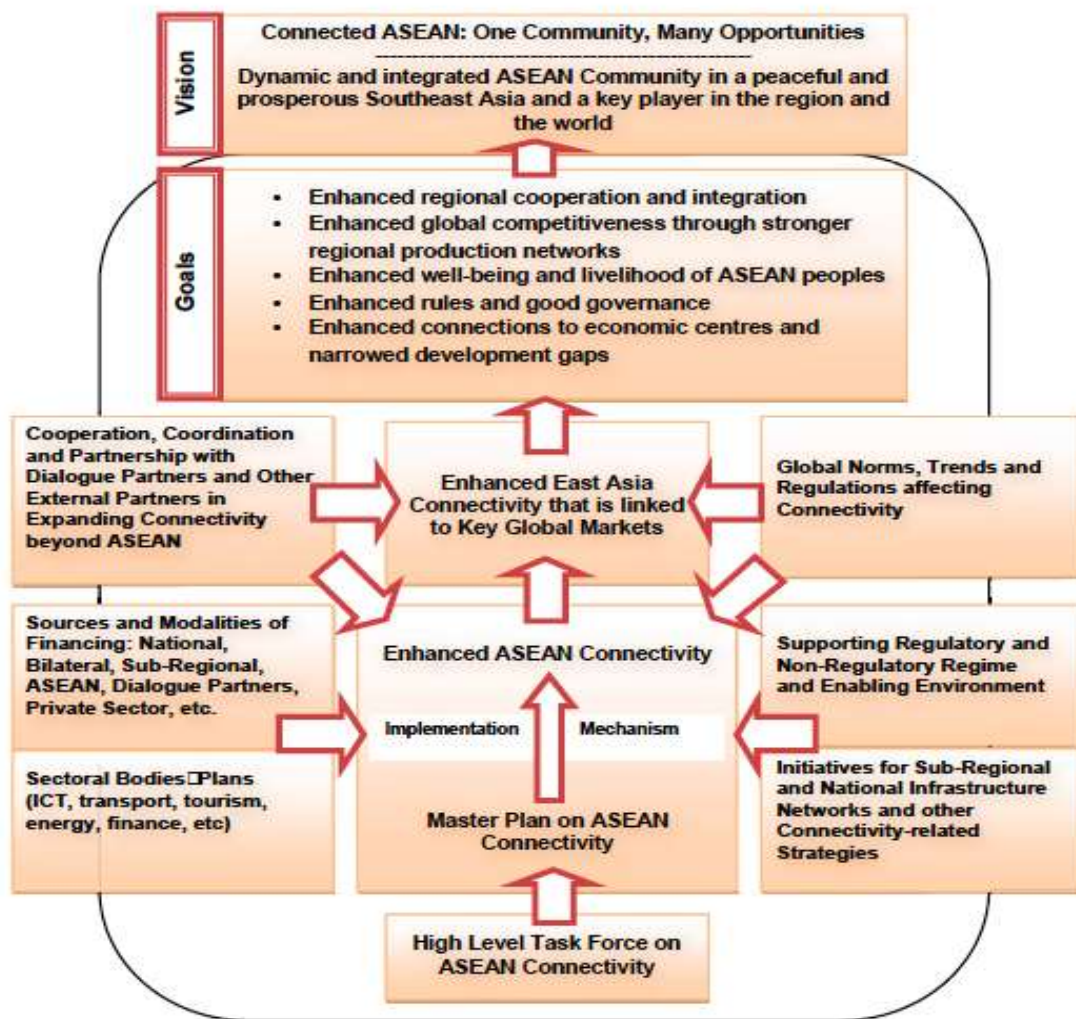 Vision
Connected ASEAN: One Community, Many Opportunities
Dynamic and integrated ASEAN Community in a peaceful and
prosperous Southeast Asia and a key player in the region and
the world
Goals
• Enhanced regional cooperation and integration
• Enhanced global competitiveness through stronger
regional production networks
• Enhanced well-being and livelihood of ASEAN peoples
• Enhanced rules and good governance
• Enhanced connections to economic centres and
narrowed development gaps
Cooperation, Coordination
and Partnership with
Dialogue Partners and Other
External Partners in
Expanding Connectivity
beyond ASEAN
Enhanced East Asia
Connectivity that is linked
to Key Global Markets
Global Norms, Trends and
Regulations affecting
Connectivity
Sources and Modalities of
Financing: National,
Bilateral, Sub-Regional,
ASEAN, Dialogue Partners,
Private Sector, etc.
Enhanced ASEAN Connectivity
Implementation Mechanism
Master Plan on ASEAN
Connectivity
Supporting Regulatory and
Non-Regulatory Regime
and Enabling Environment
Sectoral Bodies□Plans
(ICT, transport, tourism,
energy, finance, etc)
Initiatives for Sub-Regional
and National Infrastructure
Networks and other
Connectivity-related
Strategies
High Level Task Force on
ASEAN Connectivity